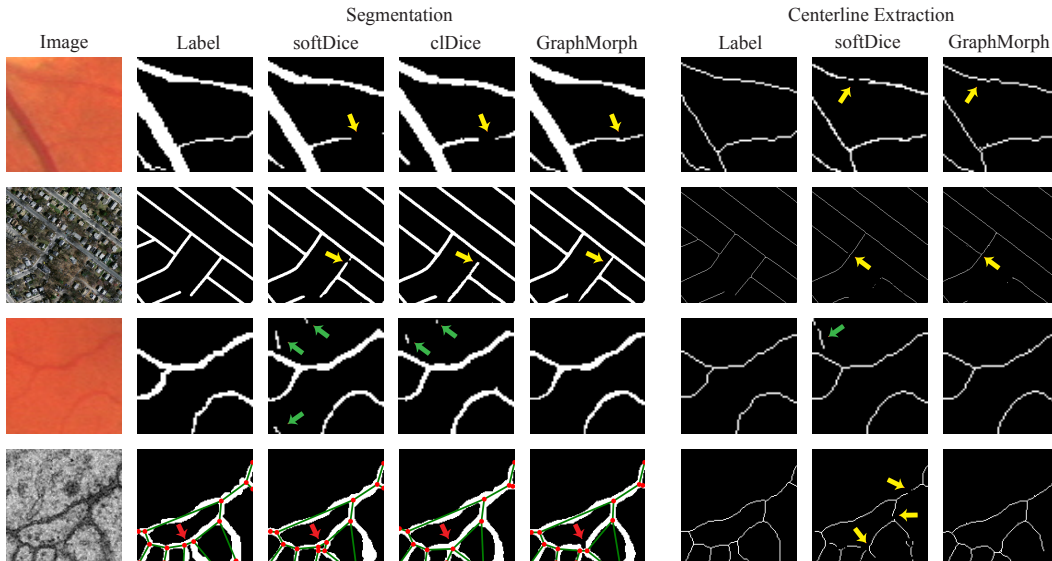 Segmentation Centerline Extraction
Image Label softDice clDice GraphMorph Label softDice GraphMorph